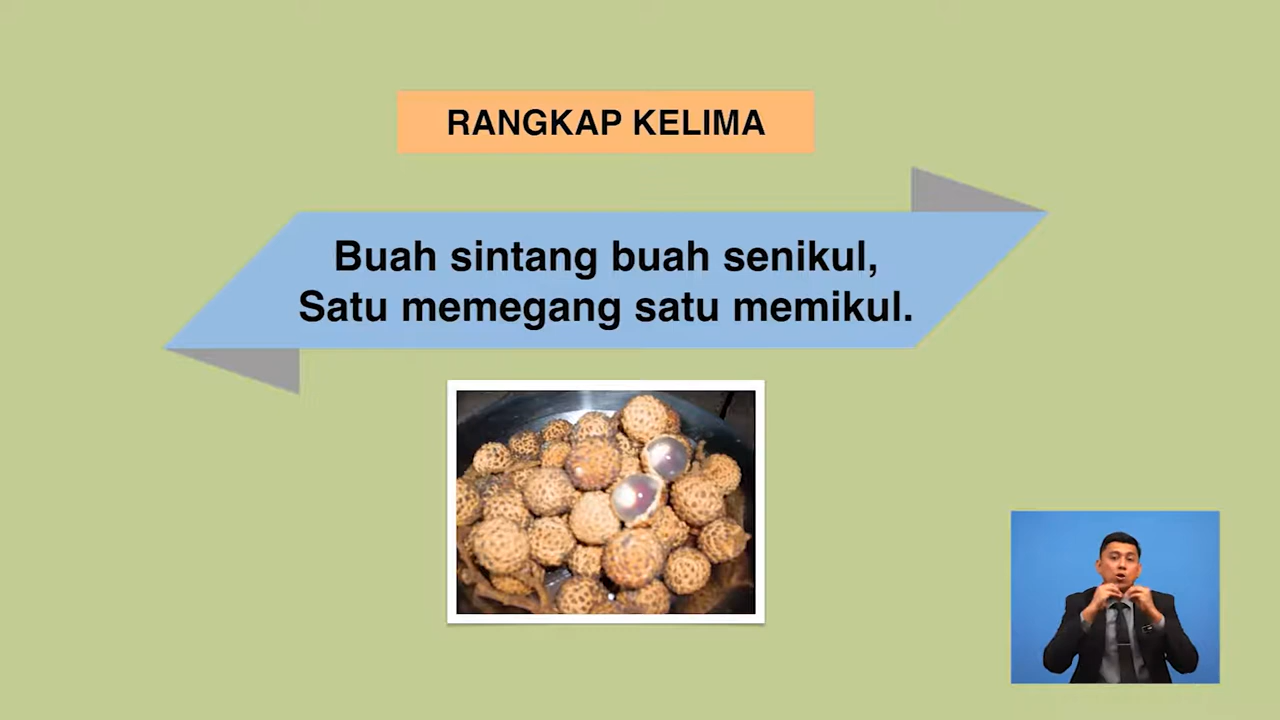 RANGKAP KELIMA
Buah sintang buah senikul,
Satu memegang satu memikul.